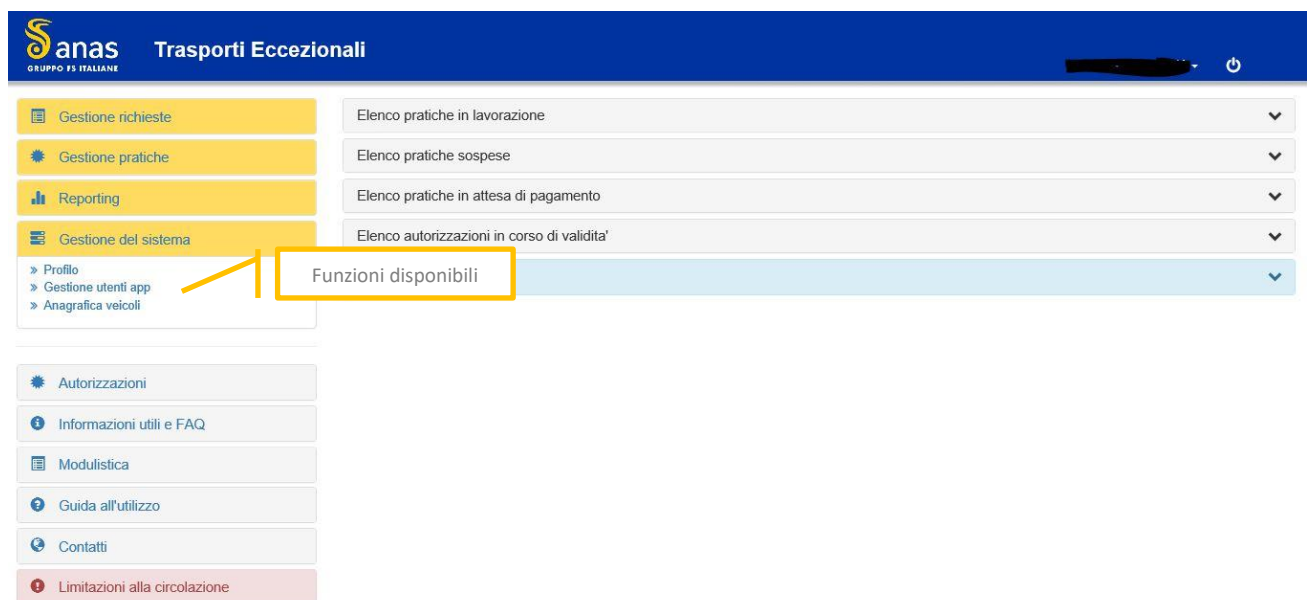 anas
GRUPPO FS ITALIANE
Trasporti Eccezionali
Gestione richieste
Gestione pratiche
Reporting
Gestione del sistema
» Profilo
» Gestione utenti app
» Anagrafica veicoli
Elenco pratiche in lavorazione
Elenco pratiche sospese
Elenco pratiche in attesa di pagamento
Elenco autorizzazioni in corso di validita'
Funzioni disponibili
Autorizzazioni
Informazioni utili e FAQ
Modulistica
Guida all'utilizzo
Contatti
Limitazioni alla circolazione